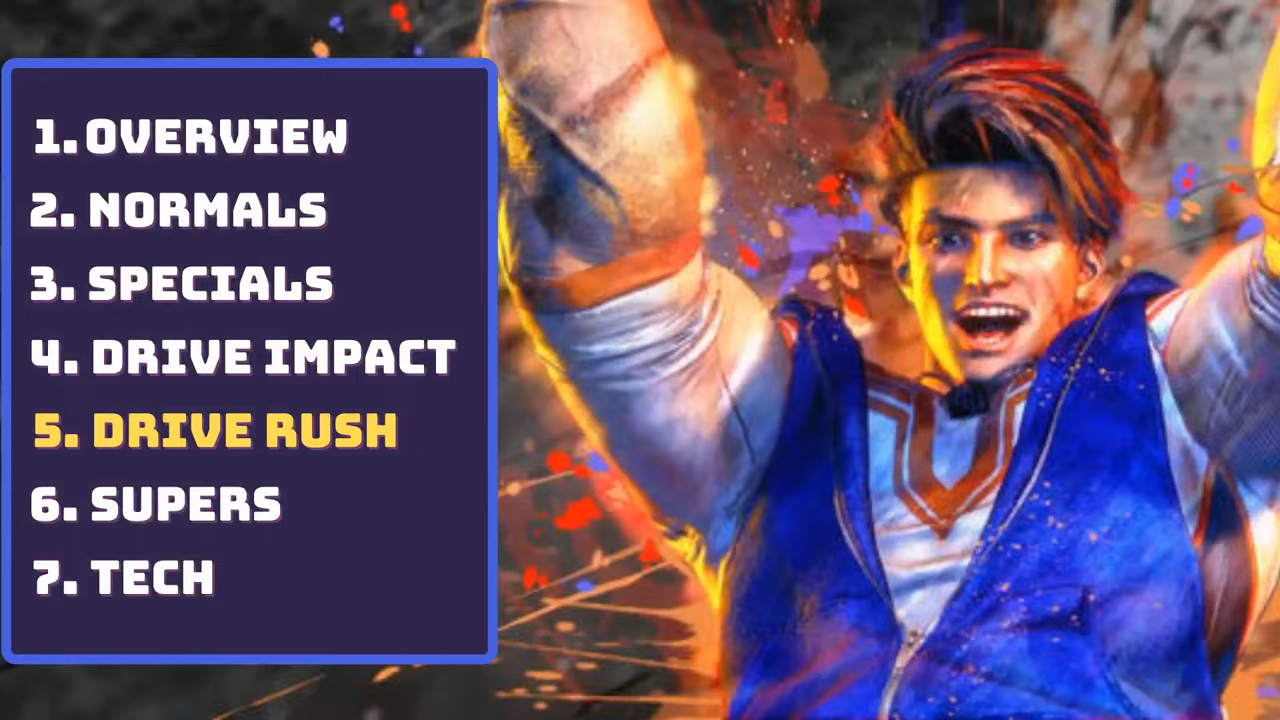 1. OVERVIEW
2. NORMALS
3. SPECIALS
4. DRIVE IMPACT
5. DRIVE RUSH
6. SUPERS
7. TECH